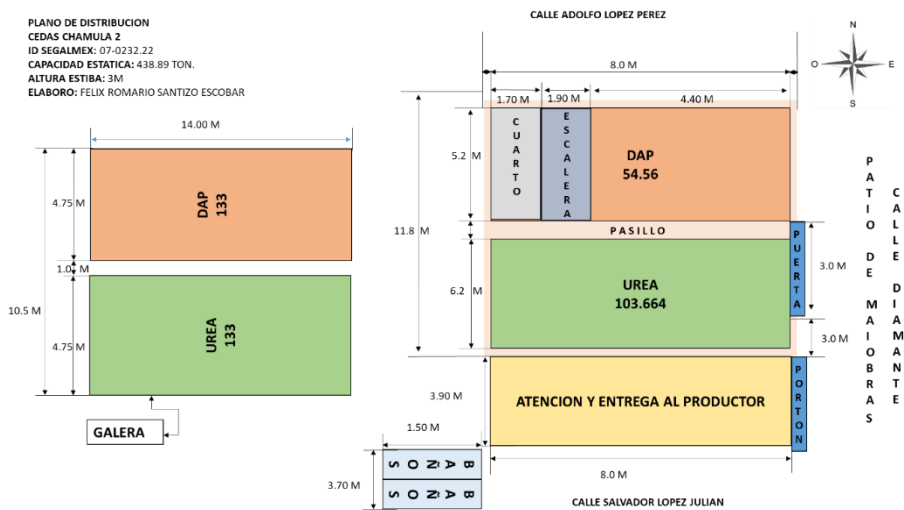 PLANO DE DISTRIBUCION
CEDAS CHAMULA 2
ID SEGALMEX: 07-0232.22
CAPACIDAD ESTATICA: 438.89 TON.
ALTURA ESTIBA: 3M
ELABORO: FELIX ROMARIO SANTIZO ESCOBAR
CALLE ADOLFO LOPEZ PEREZ
N
O
E
S
8.0 M
1.70 M
1.90 M
4.40 M
14.00 M
4.75 M
DAP
133
1.0 M
10.5 M
UREA
133
4.75 M
GALERA
5.2 M
CUARTO
ESCALERA
DAP
54.56
11.8 M
PASILLO
PUERTA
3.0 M
6.2 M
UREA
103.664
3.0 M
PATIO DE MAIOBRAS
CALLE DIAMANTE
3.90 M
ATENCION Y ENTREGA AL PRODUCTOR
PORTON
1.50 M
8.0 M
3.70 M
BAÑOS
BAÑOS
CALLE SALVADOR LOPEZ JULIAN